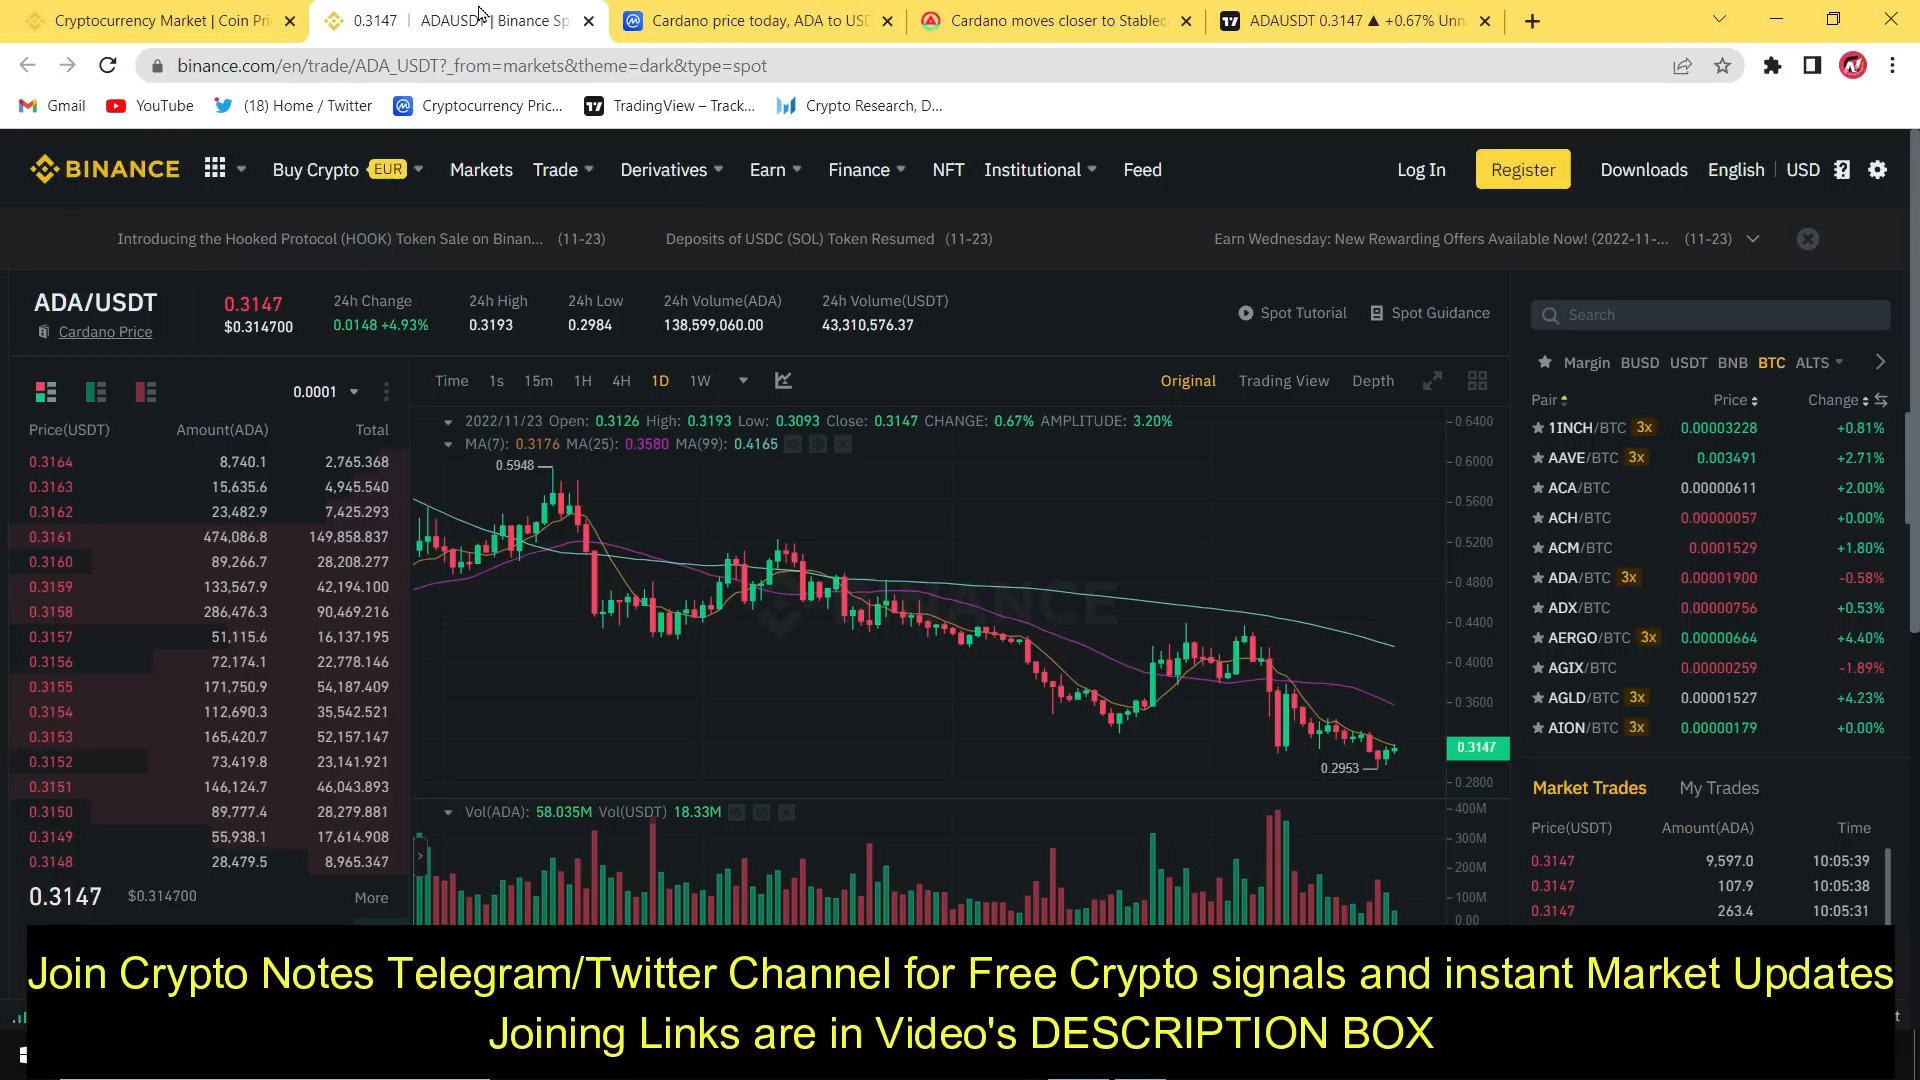 Cryptocurrency Market | Coin Pri
0.3147 | ADAUSDT | Binance Sp
Cardano price today, ADA to USD
Cardano moves closer to Stablec
ADAUSDT 0.3147 ▲ +0.67% Unn
binance.com/en/trade/ADA_USDT?_from=markets&theme=dark&type=spot
Gmail YouTube (18) Home / Twitter Cryptocurrency Pric... TradingView – Track... Crypto Research, D...
BINANCE Buy Crypto EUR Markets Trade Derivatives Earn Finance NFT Institutional Feed Log In Register Downloads English USD
Introducing the Hooked Protocol (HOOK) Token Sale on Binan... (11-23) Deposits of USDC (SOL) Token Resumed (11-23) Earn Wednesday: New Rewarding Offers Available Now! (2022-11-... (11-23)
ADA/USDT
Cardano Price
0.3147
$0.314700
24h Change
0.0148 +4.93%
24h High
0.3193
24h Low
0.2984
24h Volume(ADA)
138,599,060.00
24h Volume(USDT)
43,310,576.37
Spot Tutorial Spot Guidance
0.0001
Price(USDT) Amount(ADA) Total
0.3164 8,740.1 2,765.368
0.3163 15,635.6 4,945.540
0.3162 23,482.9 7,425.293
0.3161 474,086.8 149,858.837
0.3160 89,266.7 28,208.277
0.3159 133,567.9 42,194.100
0.3158 286,476.3 90,469.216
0.3157 51,115.6 16,137.195
0.3156 72,174.1 22,778.146
0.3155 171,750.9 54,187.409
0.3154 112,690.3 35,542.521
0.3153 165,420.7 52,157.147
0.3152 73,419.8 23,141.921
0.3151 146,124.7 46,043.893
0.3150 89,777.4 28,279.881
0.3149 55,938.1 17,614.908
0.3148 28,479.5 8,965.347
0.3147 $0.314700 More
Time 1s 15m 1H 4H 1D 1W Original Trading View Depth
2022/11/23 Open: 0.3126 High: 0.3193 Low: 0.3093 Close: 0.3147 CHANGE: 0.67% AMPLITUDE: 3.20%
MA(7): 0.3176 MA(25): 0.3580 MA(99): 0.4165
0.5948
0.2953
0.6400
0.6000
0.5600
0.5200
0.4800
0.4400
0.4000
0.3600
0.3147
0.2800
Vol(ADA): 58.035M Vol(USDT) 18.33M
400M
300M
200M
100M
0.00
Search
Margin BUSD USDT BNB BTC ALTS
Pair Price Change
1INCH/BTC 3x 0.00003228 +0.81%
AAVE/BTC 3x 0.003491 +2.71%
ACA/BTC 0.00000611 +2.00%
ACH/BTC 0.00000057 +0.00%
ACM/BTC 0.0001529 +1.80%
ADA/BTC 3x 0.00001900 -0.58%
ADX/BTC 0.00000756 +0.53%
AERGO/BTC 3x 0.00000664 +4.40%
AGIX/BTC 0.00000259 -1.89%
AGLD/BTC 3x 0.00001527 +4.23%
AION/BTC 3x 0.00000179 +0.00%
Market Trades My Trades
Price(USDT) Amount(ADA) Time
0.3147 9,597.0 10:05:39
0.3147 107.9 10:05:38
0.3147 263.4 10:05:31
Join Crypto Notes Telegram/Twitter Channel for Free Crypto signals and instant Market Updates
Joining Links are in Video's DESCRIPTION BOX